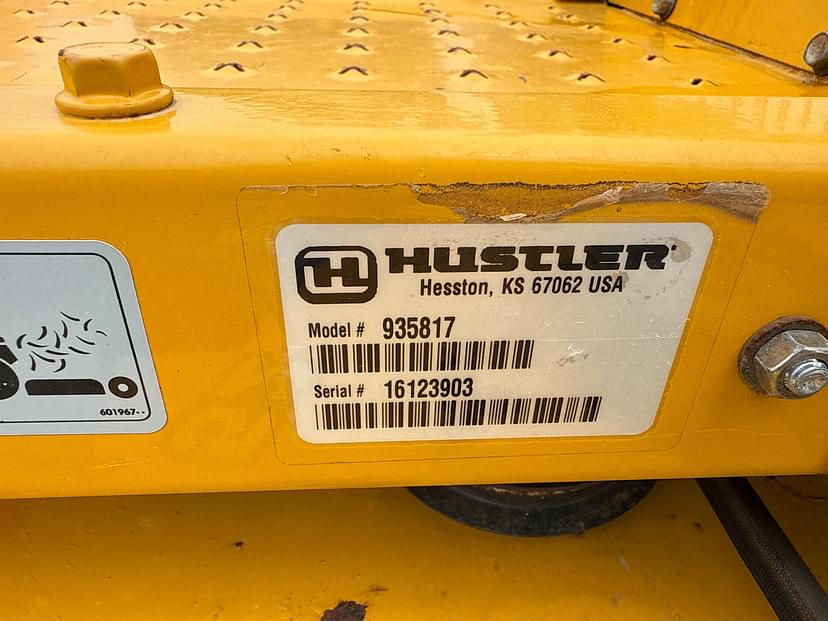 H HUSTLER
Hesston, KS 67062 USA
Model # 935817
Serial # 16123903
601967--